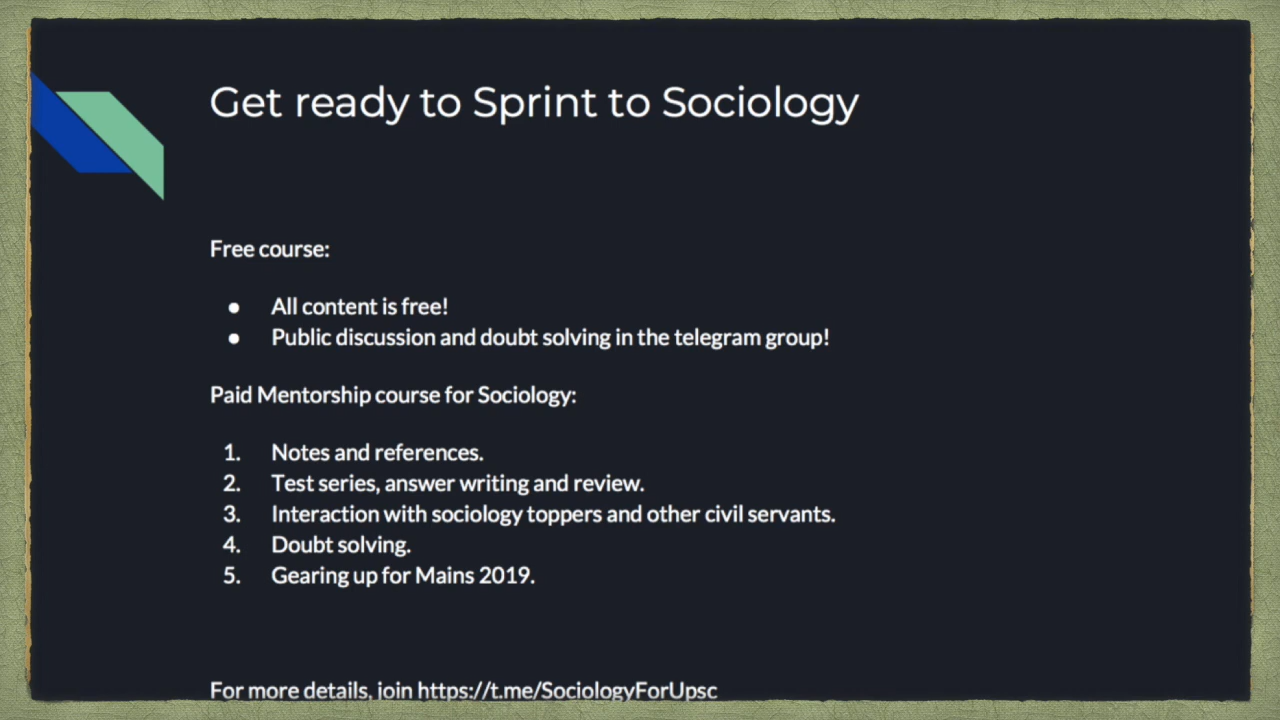 Get ready to Sprint to Sociology
Free course:
● All content is free!
● Public discussion and doubt solving in the telegram group!
Paid Mentorship course for Sociology:
1. Notes and references.
2. Test series, answer writing and review.
3. Interaction with sociology toppers and other civil servants.
4. Doubt solving.
5. Gearing up for Mains 2019.
For more details, join https://t.me/SociologyForUpsc